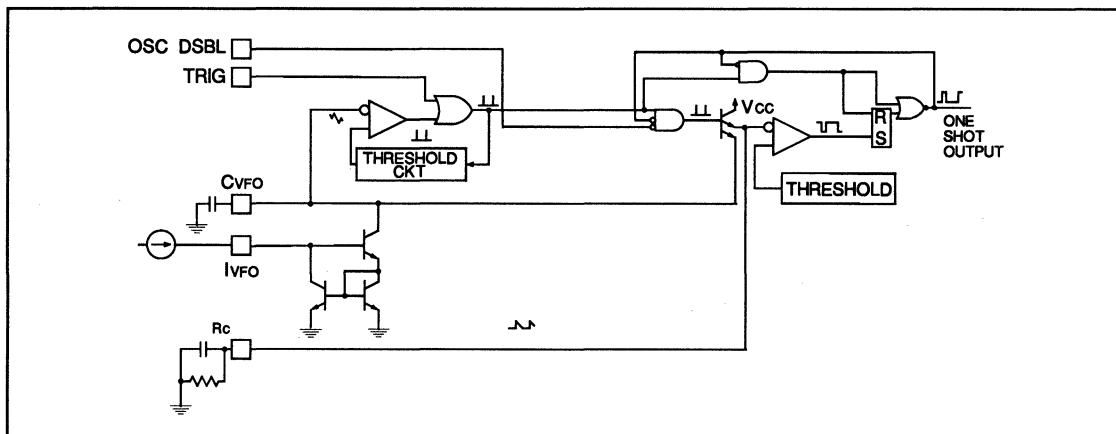 OSC DSBL
TRIG
THRESHOLD
CKT
CVFO
IVFO
RC
VCC
R
S
ONE
SHOT
OUTPUT
THRESHOLD